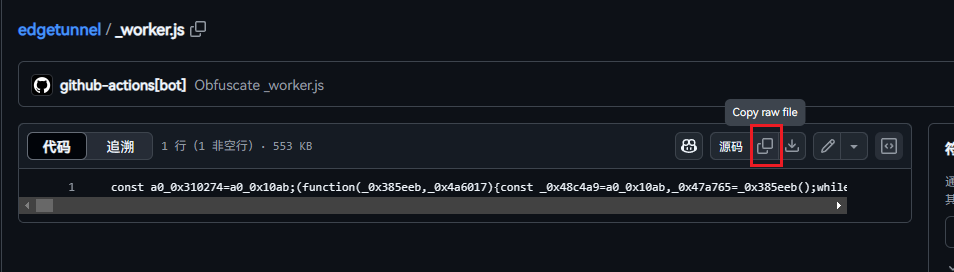 edgetunnel / _worker.js
github-actions[bot] Obfuscate _worker.js
Copy raw file
代码 追溯 1 行 (1 非空行) · 553 KB 源码
1 const a0_0x310274=a0_0x10ab;(function(_0x385eeb,_0x4a6017){const _0x48c4a9=a0_0x10ab,_0x47a765=_0x385eeb();while